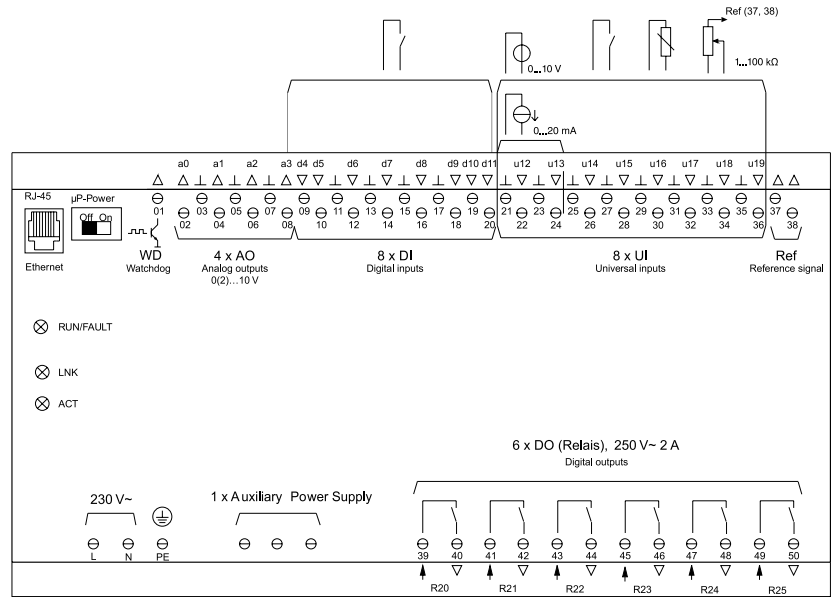 Ref (37, 38)
0...10 V
1...100 kΩ
0...20 mA
a0 a1 a2 a3 d4 d5 d6 d7 d8 d9 d10 d11 u12 u13 u14 u15 u16 u17 u18 u19
RJ-45 µP-Power
Off On
01 03 05 07 09 11 13 15 17 19 21 23 25 27 29 31 33 35 37
02 04 06 08 10 12 14 16 18 20 22 24 26 28 30 32 34 36 38
WD 4 x AO 8 x DI 8 x UI Ref
Ethernet Watchdog Analog outputs Digital inputs Universal inputs Reference signal
0(2)...10 V
RUN/FAULT
LNK
ACT
6 x DO (Relais), 250 V~ 2 A
Digital outputs
230 V~ 1 x Auxiliary Power Supply
L N PE 39 40 41 42 43 44 45 46 47 48 49 50
R20 R21 R22 R23 R24 R25